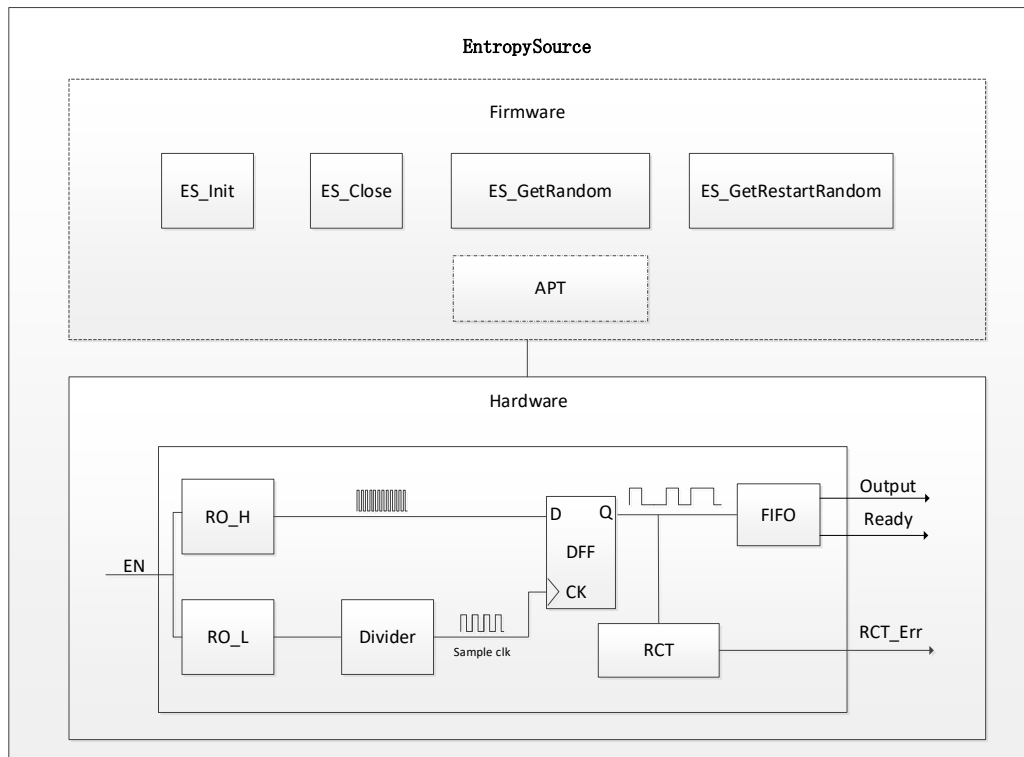 EntropySource
Firmware
ES_Init
ES_Close
ES_GetRandom
ES_GetRestartRandom
APT
Hardware
RO_H
D
Q
DFF
CK
FIFO
Output
Ready
EN
RO_L
Divider
Sample clk
RCT
RCT_Err